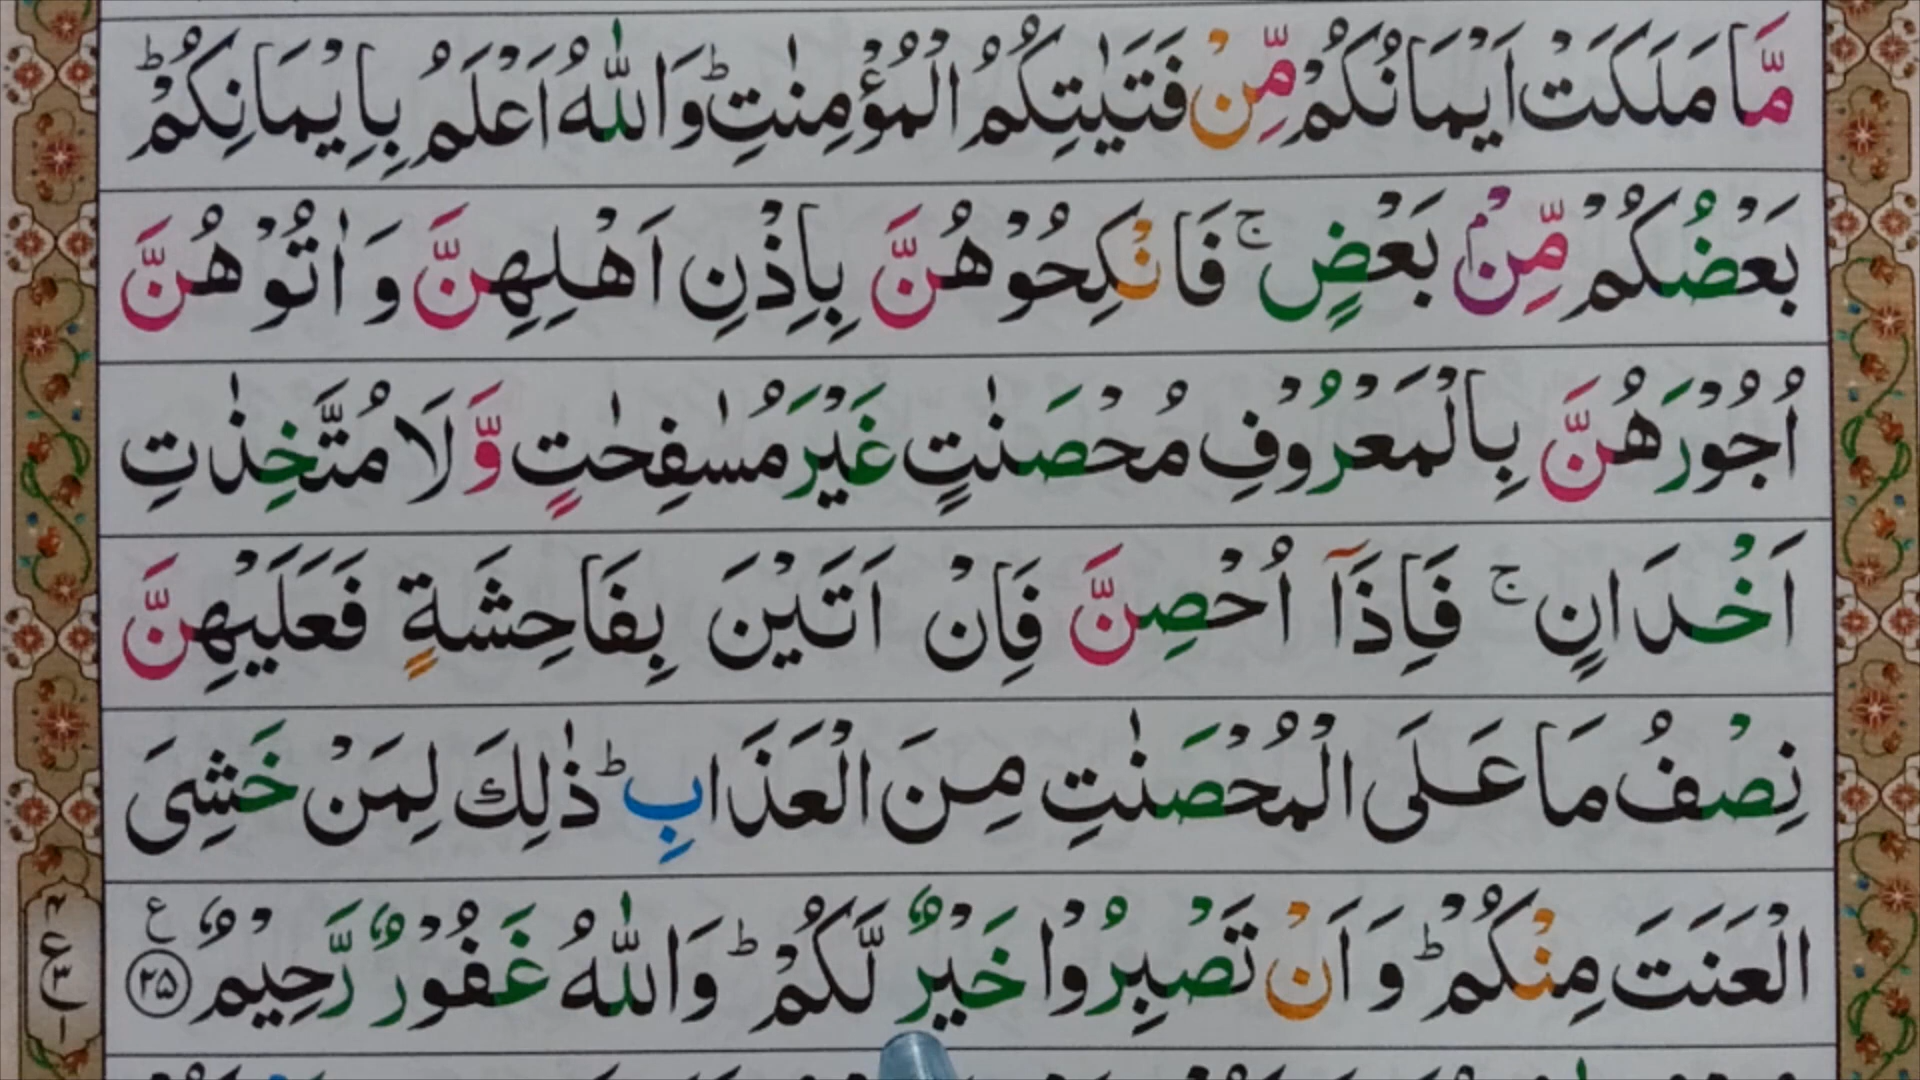 مَّا مَلَكَتْ اَيْمَانُكُمْ مِّنْ فَتَيٰتِكُمُ الْمُؤْمِنٰتِ ؕ وَاللّٰهُ اَعْلَمُ بِاِيْمَانِكُمْ ؕ
بَعْضُكُمْ مِّنْۢ بَعْضٍ ۚ فَانْكِحُوْهُنَّ بِاِذْنِ اَهْلِهِنَّ وَ اٰتُوْهُنَّ
اُجُوْرَهُنَّ بِالْمَعْرُوْفِ مُحْصَنٰتٍ غَيْرَ مُسٰفِحٰتٍ وَّلَا مُتَّخِذٰتِ
اَخْدَانٍ ۚ فَاِذَاۤ اُحْصِنَّ فَاِنْ اَتَيْنَ بِفَاحِشَةٍ فَعَلَيْهِنَّ
نِصْفُ مَا عَلَى الْمُحْصَنٰتِ مِنَ الْعَذَابِ ؕ ذٰلِكَ لِمَنْ خَشِىَ
الْعَنَتَ مِنْكُمْ ؕ وَ اَنْ تَصْبِرُوْا خَيْرٌ لَّكُمْ ؕ وَاللّٰهُ غَفُوْرٌ رَّحِيْمٌ ۟ ع ۲۵